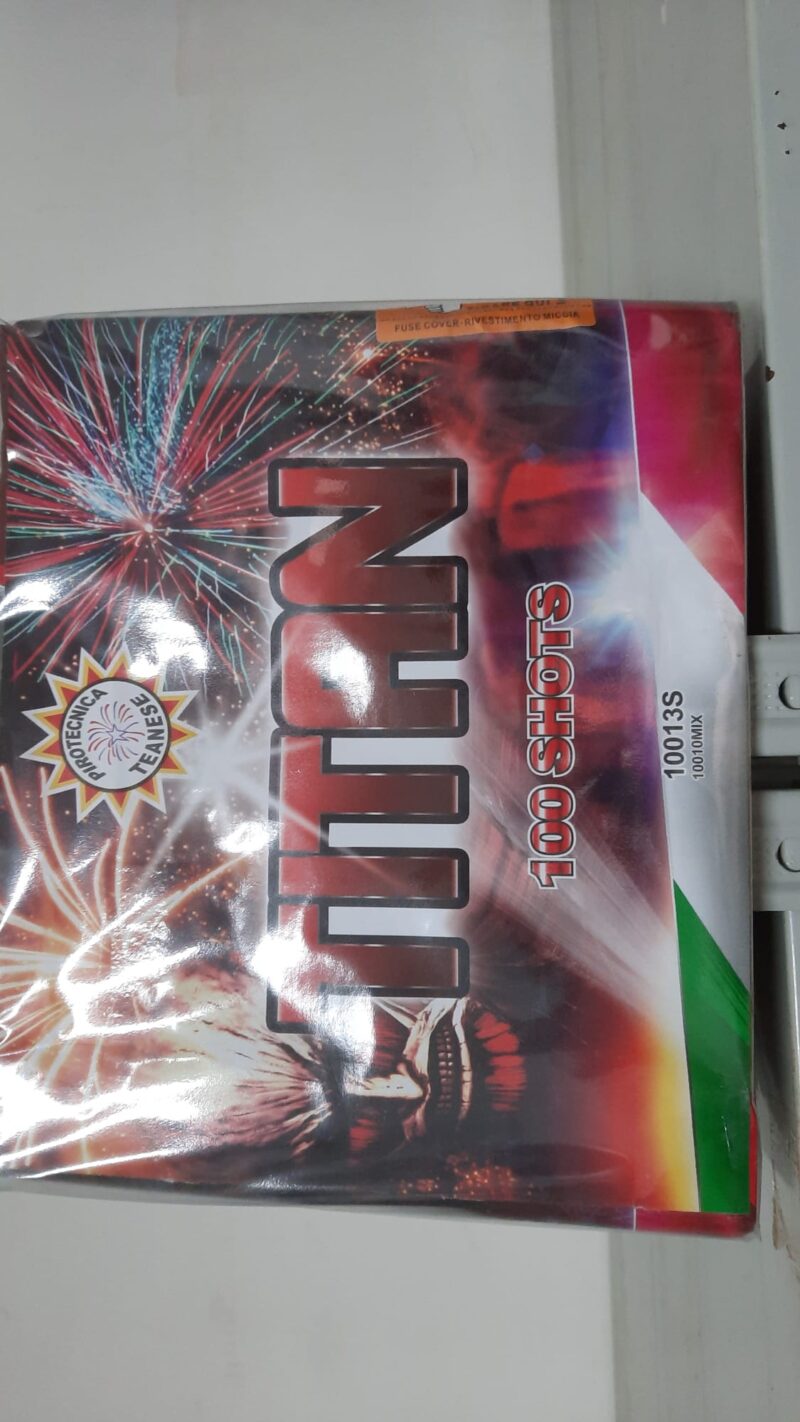 FUSE COVER-RIVESTIMENTO MICCIA
PIROTECNICA
TEANESE
TITAN
100 SHOTS
10013S
10010MIX